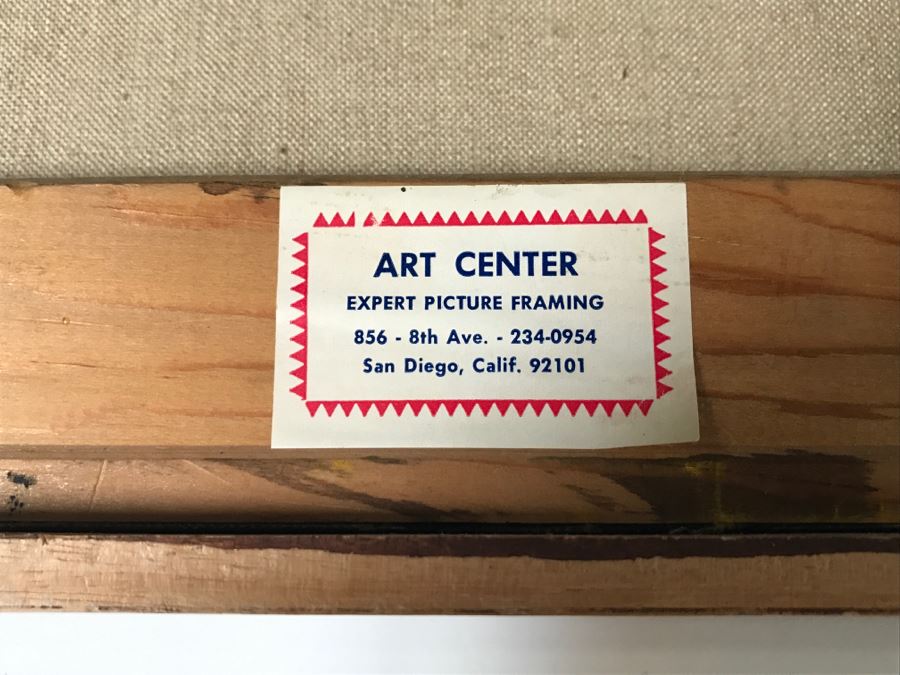 ART CENTER
EXPERT PICTURE FRAMING
856 - 8th Ave. - 234-0954
San Diego, Calif. 92101